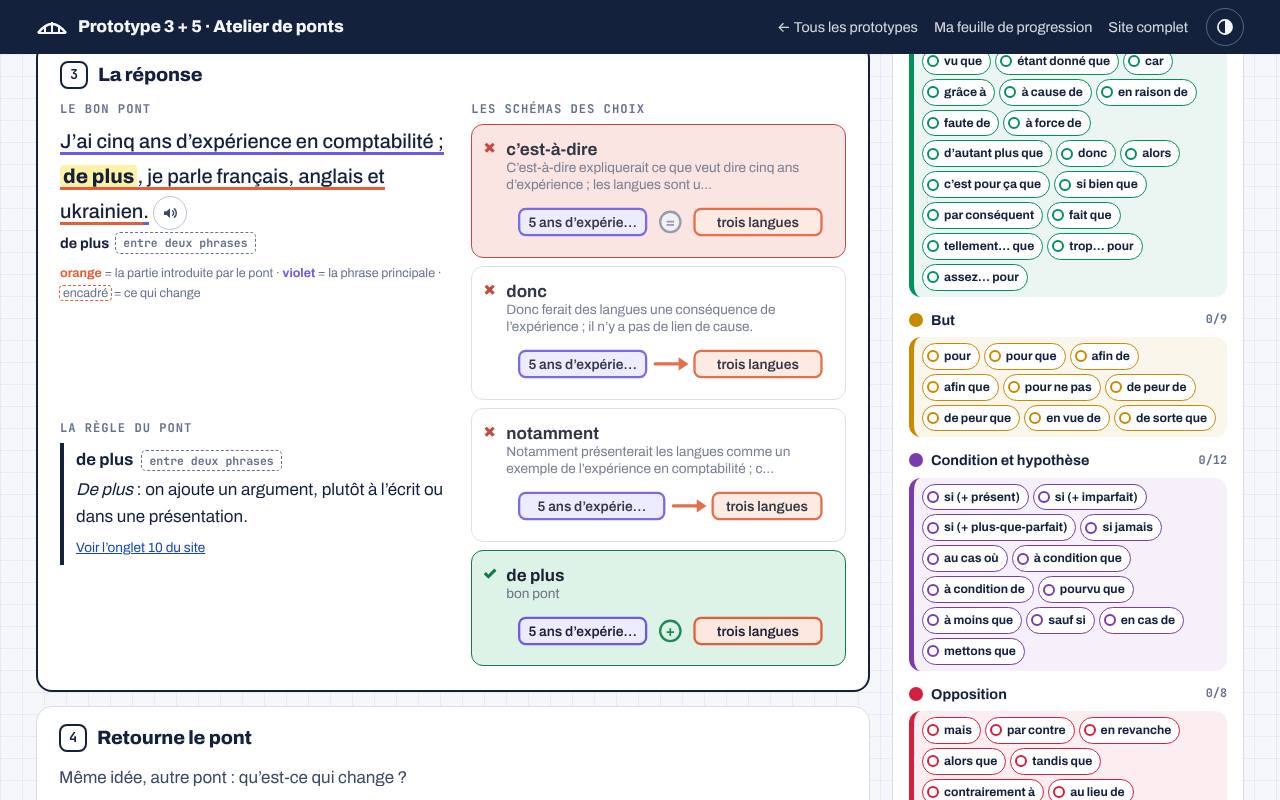 Prototype 3 + 5 · Atelier de ponts
← Tous les prototypes
Ma feuille de progression
Site complet
3 La réponse
LE BON PONT
J’ai cinq ans d’expérience en comptabilité ;
de plus, je parle français, anglais et
ukrainien.
de plus entre deux phrases
orange = la partie introduite par le pont · violet = la phrase principale ·
encadré = ce qui change
LA RÈGLE DU PONT
de plus entre deux phrases
De plus : on ajoute un argument, plutôt à l’écrit ou
dans une présentation.
Voir l’onglet 10 du site
LES SCHÉMAS DES CHOIX
c’est-à-dire
C’est-à-dire expliquerait ce que veut dire cinq ans
d’expérience ; les langues sont u…
5 ans d’expérie… = trois langues
donc
Donc ferait des langues une conséquence de
l’expérience ; il n’y a pas de lien de cause.
5 ans d’expérie… trois langues
notamment
Notamment présenterait les langues comme un
exemple de l’expérience en comptabilité ; c…
5 ans d’expérie… trois langues
de plus
bon pont
5 ans d’expérie… + trois langues
4 Retourne le pont
Même idée, autre pont : qu’est-ce qui change ?
vu que étant donné que car
grâce à à cause de en raison de
faute de à force de
d’autant plus que donc alors
c’est pour ça que si bien que
par conséquent fait que
tellement… que trop… pour
assez… pour
But 0/9
pour pour que afin de
afin que pour ne pas de peur de
de peur que en vue de de sorte que
Condition et hypothèse 0/12
si (+ présent) si (+ imparfait)
si (+ plus-que-parfait) si jamais
au cas où à condition que
à condition de pourvu que
à moins que sauf si en cas de
mettons que
Opposition 0/8
mais par contre en revanche
alors que tandis que
contrairement à au lieu de